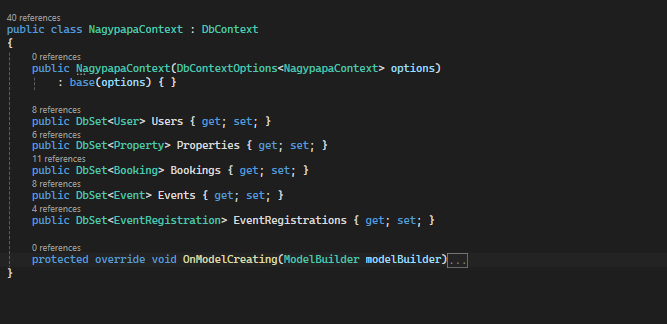 40 references
public class NagypapaContext : DbContext
{
0 references
public NagypapaContext(DbContextOptions<NagypapaContext> options)
: base(options) { }
8 references
public DbSet<User> Users { get; set; }
6 references
public DbSet<Property> Properties { get; set; }
11 references
public DbSet<Booking> Bookings { get; set; }
8 references
public DbSet<Event> Events { get; set; }
4 references
public DbSet<EventRegistration> EventRegistrations { get; set; }
0 references
protected override void OnModelCreating(ModelBuilder modelBuilder)...
}